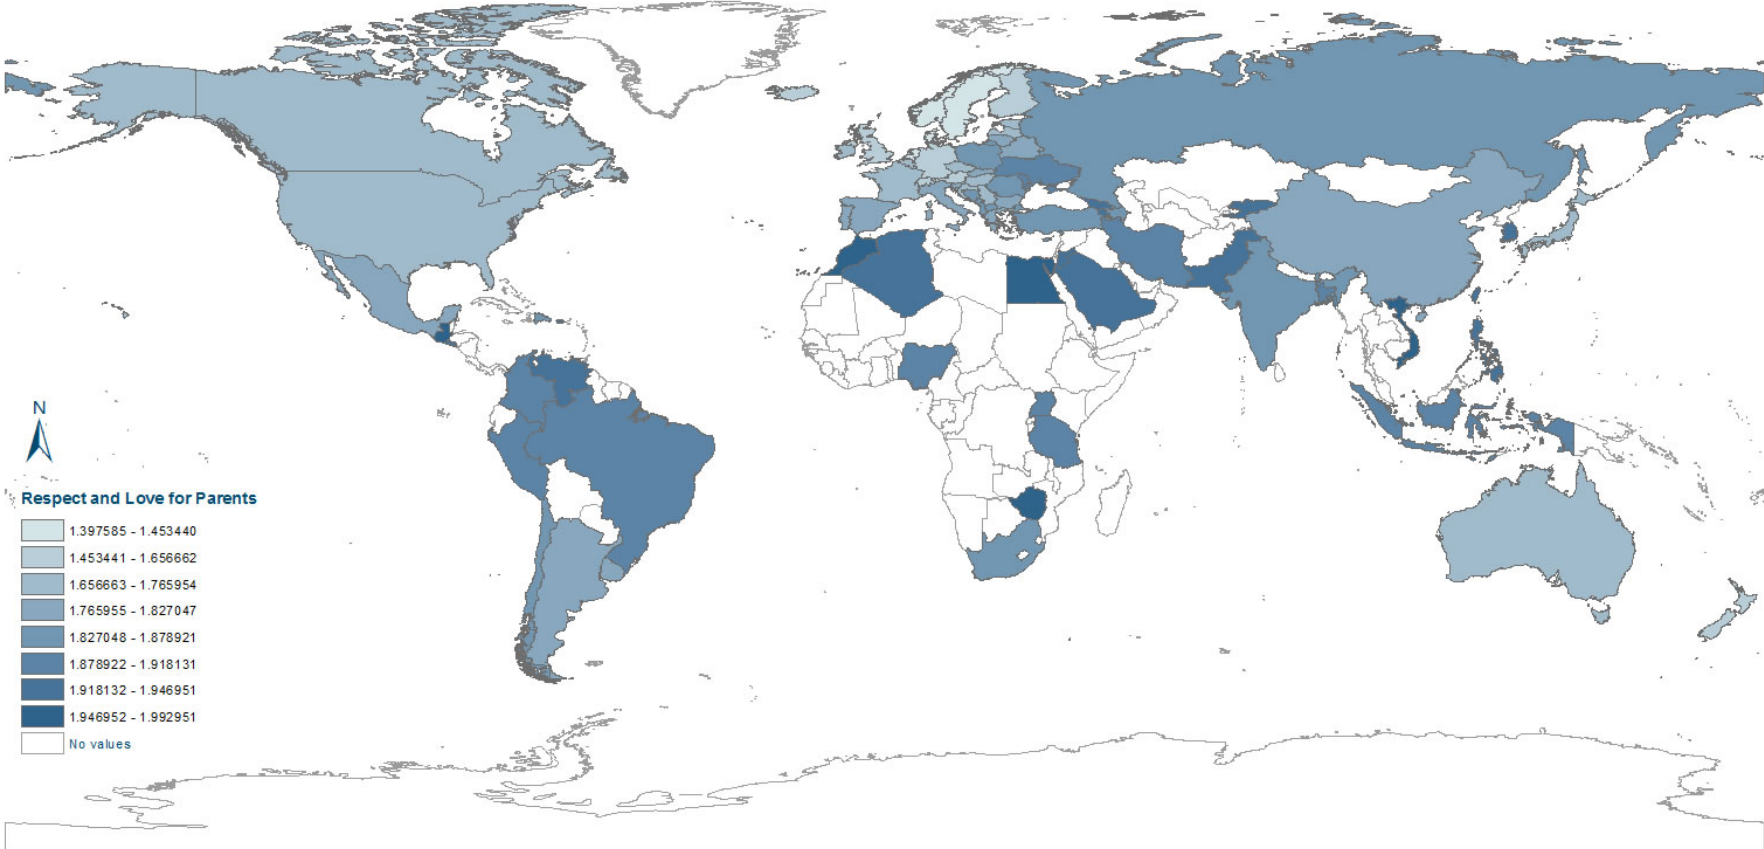 N
Respect and Love for Parents
1.397585 - 1.453440
1.453441 - 1.656662
1.656663 - 1.765954
1.765955 - 1.827047
1.827048 - 1.878921
1.878922 - 1.918131
1.918132 - 1.946951
1.946952 - 1.992951
No values